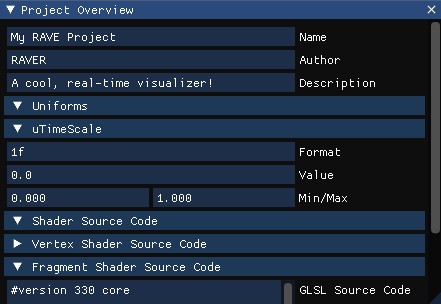 Project Overview
My RAVE Project Name
RAVER Author
A cool, real-time visualizer! Description
Uniforms
uTimeScale
1f Format
0.0 Value
0.000 1.000 Min/Max
Shader Source Code
Vertex Shader Source Code
Fragment Shader Source Code
#version 330 core GLSL Source Code